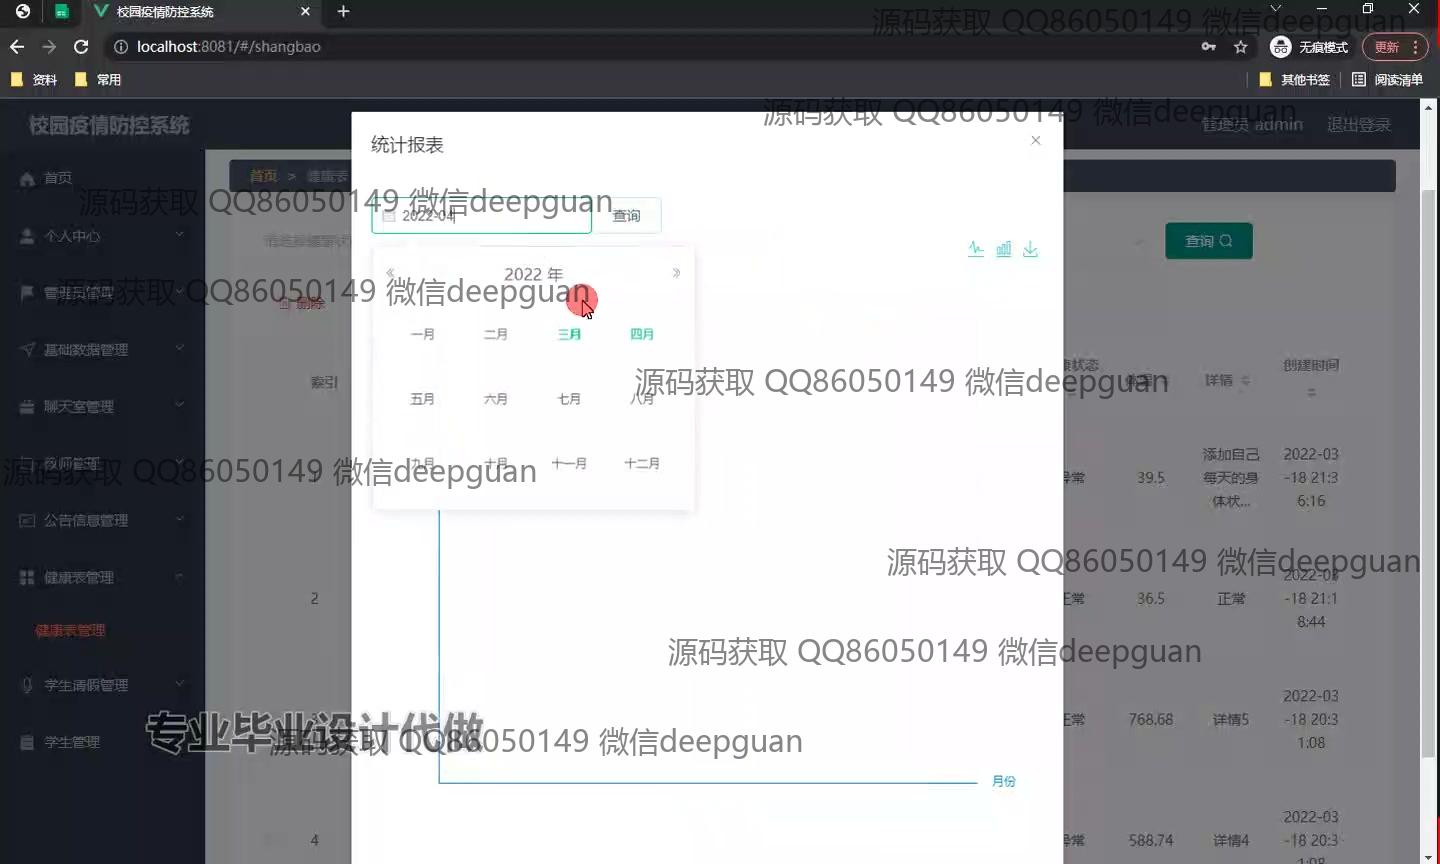 校园疫情防控系统
localhost:8081/#/shangbao
无痕模式
更新
资料
常用
其他书签
阅读清单
源码获取 QQ86050149 微信deepguan
校园疫情防控系统
管理员 admin
退出登录
源码获取 QQ86050149 微信deepguan
统计报表
首页
首页 > 健康表
源码获取 QQ86050149 微信deepguan
2022-04
查询
个人中心
查询
2022 年
管理员管理
源码获取 QQ86050149 微信deepguan
删除
一月 二月 三月 四月
基础数据管理
索引
源码获取 QQ86050149 微信deepguan
康状态
详情
创建时间
五月 六月 七月 八月
聊天室管理
教师管理
源码获取 QQ86050149 微信deepguan
九月 十月 十一月 十二月
异常
39.5
添加自己每天的身体状...
2022-03-18 21:36:16
公告信息管理
源码获取 QQ86050149 微信deepguan
健康表管理
2
正常
36.5
正常
2022-03-18 21:18:44
健康表管理
源码获取 QQ86050149 微信deepguan
学生请假管理
正常
768.68
详情5
2022-03-18 20:31:08
专业毕业设计代做
源码获取 QQ86050149 微信deepguan
学生管理
月份
4
异常
588.74
详情4
2022-03-18 20:31:08